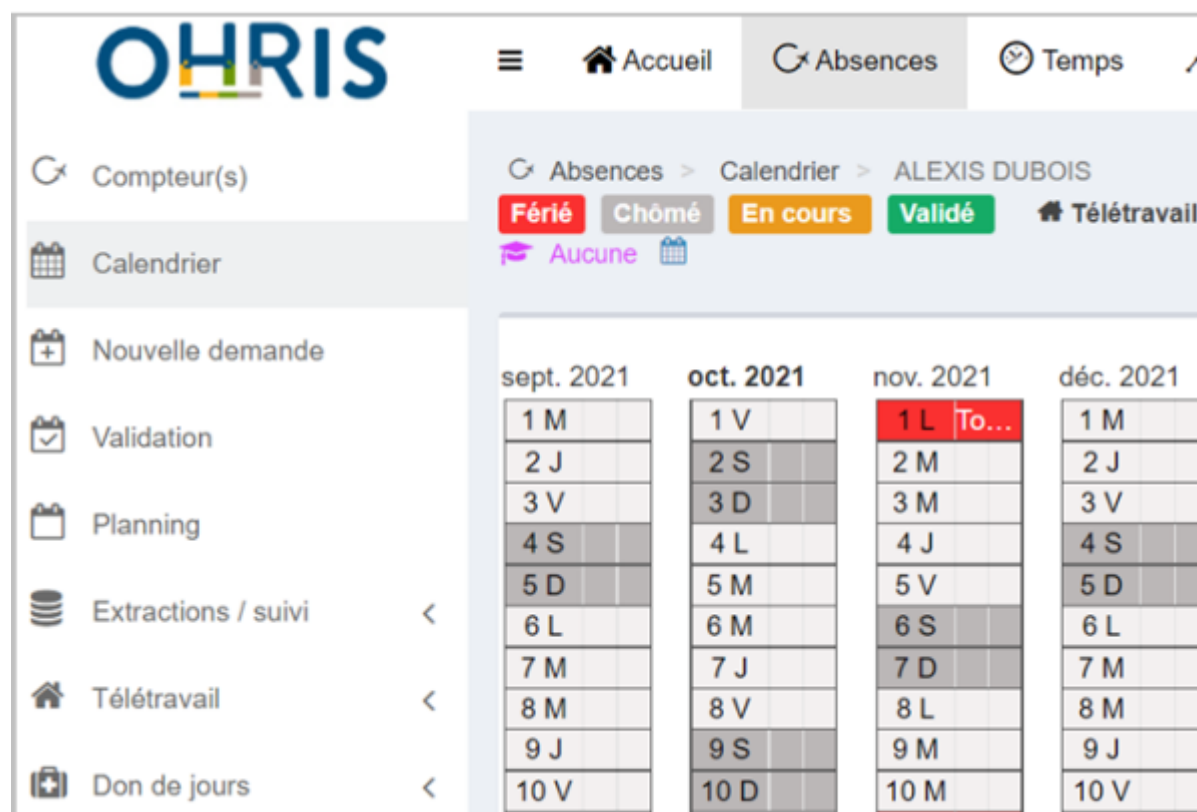 OHRIS
Accueil Absences Temps
Compteur(s)
Calendrier
Nouvelle demande
Validation
Planning
Extractions / suivi
Télétravail
Don de jours
Absences > Calendrier > ALEXIS DUBOIS
Férié Chômé En cours Validé Télétravail
Aucune
sept. 2021 oct. 2021 nov. 2021 déc. 2021
1 M 1 V 1 L To... 1 M
2 J 2 S 2 M 2 J
3 V 3 D 3 M 3 V
4 S 4 L 4 J 4 S
5 D 5 M 5 V 5 D
6 L 6 M 6 S 6 L
7 M 7 J 7 D 7 M
8 M 8 V 8 L 8 M
9 J 9 S 9 M 9 J
10 V 10 D 10 M 10 V